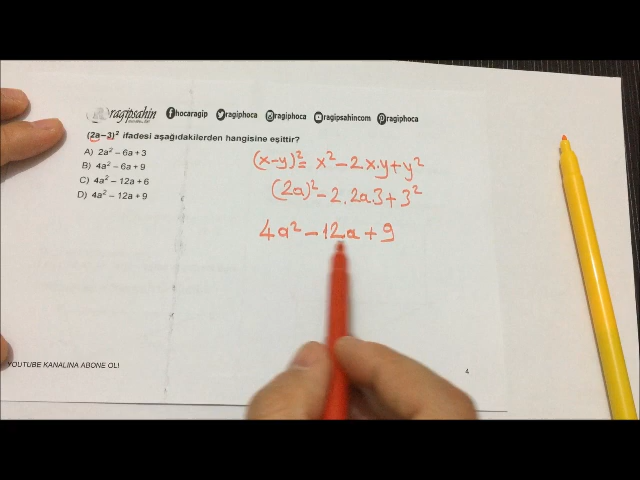 ragipsahin hocaragip ragiphoca ragiphoca ragipsahincom ragiphoca
(2a−3)² ifadesi aşağıdakilerden hangisine eşittir?
A) 2a² − 6a + 3
B) 4a² − 6a + 9
C) 4a² − 12a + 6
D) 4a² − 12a + 9
(x-y)² = x² - 2x.y + y²
(2a)² - 2.2a.3 + 3²
4a² - 12a + 9
YOUTUBE KANALINA ABONE OL!
4